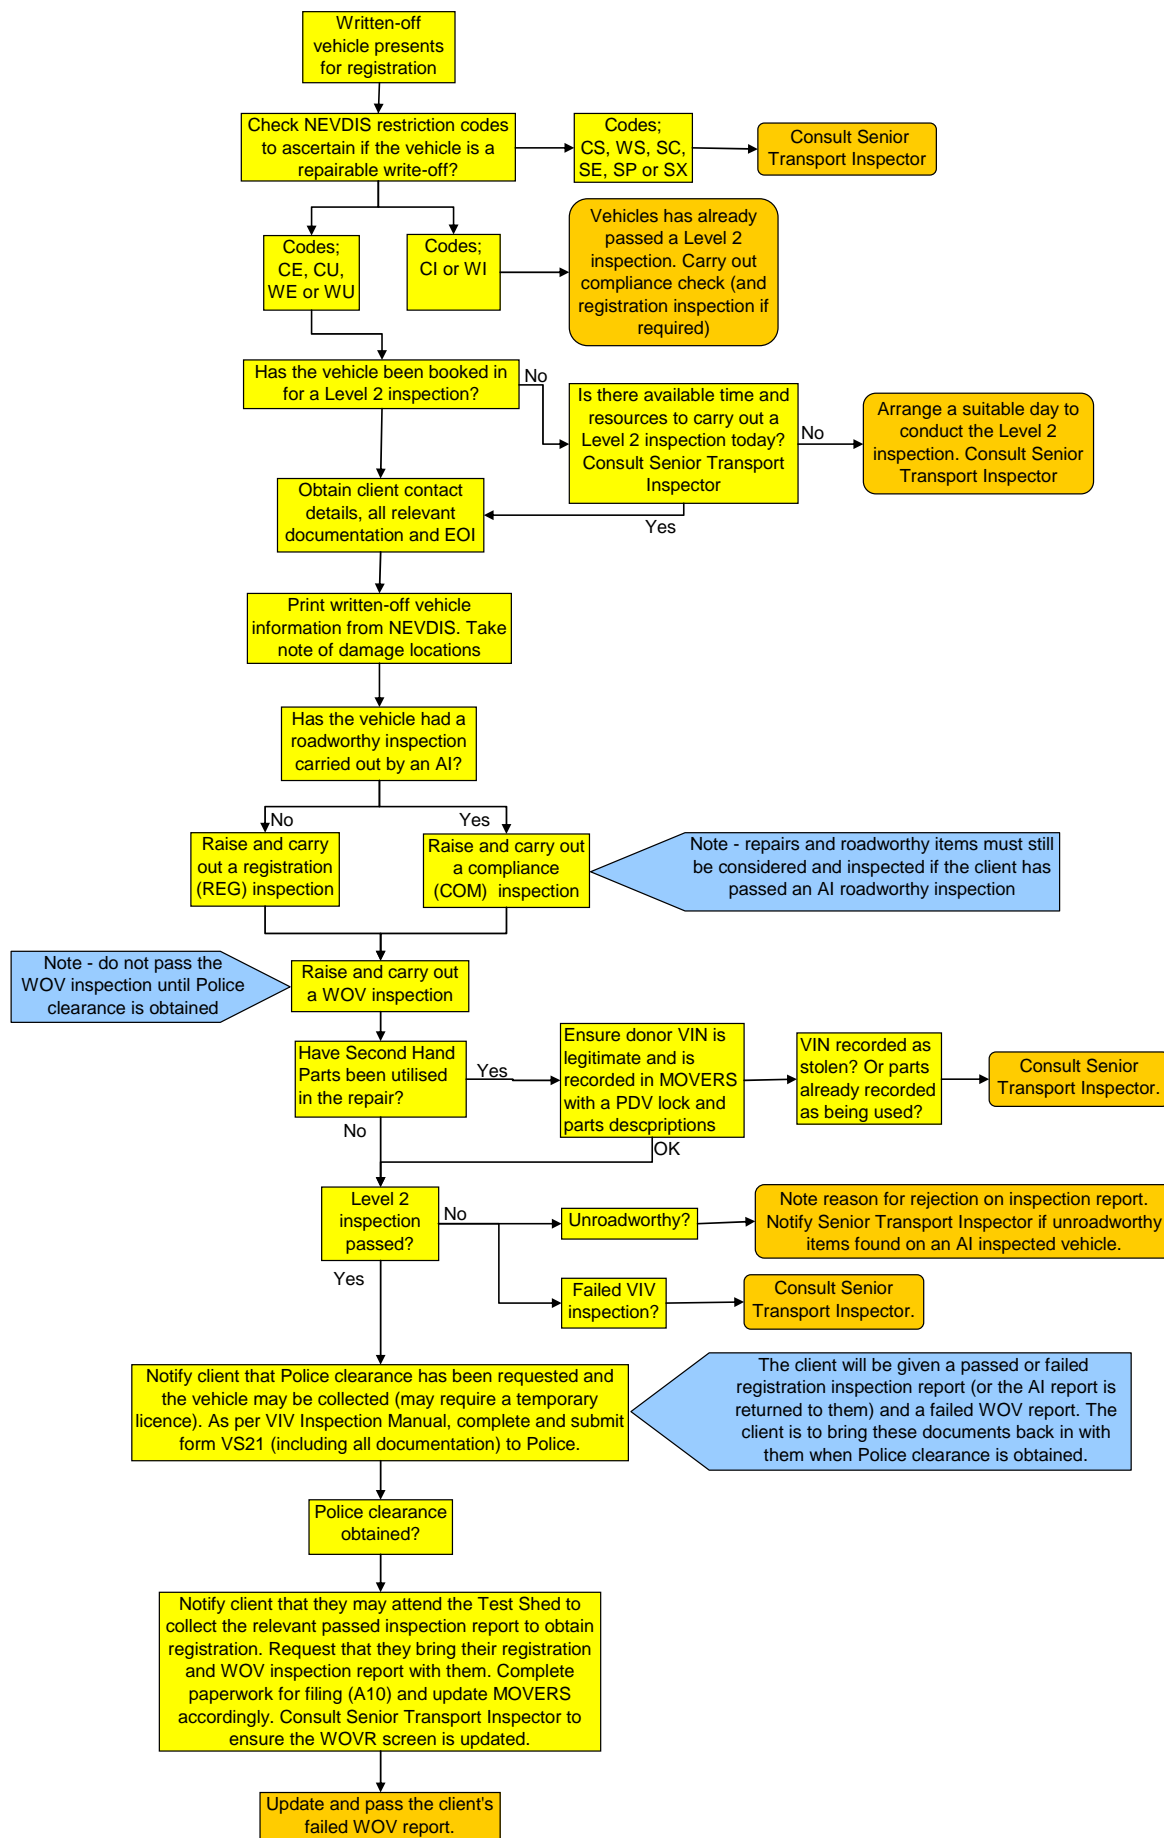 Written-off
vehicle presents
for registration
Check NEVDIS restriction codes
to ascertain if the vehicle is a
repairable write-off?
Codes;
CS, WS, SC,
SE, SP or SX
Consult Senior
Transport Inspector
Codes;
CE, CU,
WE or WU
Codes;
CI or WI
Vehicles has already
passed a Level 2
inspection. Carry out
compliance check (and
registration inspection if
required)
Has the vehicle been booked in
for a Level 2 inspection?
No
Is there available time and
resources to carry out a
Level 2 inspection today?
Consult Senior Transport
Inspector
No
Arrange a suitable day to
conduct the Level 2
inspection. Consult Senior
Transport Inspector
Yes
Obtain client contact
details, all relevant
documentation and EOI
Print written-off vehicle
information from NEVDIS. Take
note of damage locations
Has the vehicle had a
roadworthy inspection
carried out by an AI?
No
Yes
Raise and carry
out a registration
(REG) inspection
Raise and carry out
a compliance
(COM)  inspection
Note - repairs and roadworthy items must still
be considered and inspected if the client has
passed an AI roadworthy inspection
Note - do not pass the
WOV inspection until Police
clearance is obtained
Raise and carry out
a WOV inspection
Have Second Hand
Parts been utilised
in the repair?
Yes
Ensure donor VIN is
legitimate and is
recorded in MOVERS
with a PDV lock and
parts descpriptions
VIN recorded as
stolen? Or parts
already recorded
as being used?
Consult Senior
Transport Inspector.
No
OK
Level 2
inspection
passed?
No
Unroadworthy?
Note reason for rejection on inspection report.
Notify Senior Transport Inspector if unroadworthy
items found on an AI inspected vehicle.
Yes
Failed VIV
inspection?
Consult Senior
Transport Inspector.
Notify client that Police clearance has been requested and
the vehicle may be collected (may require a temporary
licence). As per VIV Inspection Manual, complete and submit
form VS21 (including all documentation) to Police.
The client will be given a passed or failed
registration inspection report (or the AI report is
returned to them) and a failed WOV report. The
client is to bring these documents back in with
them when Police clearance is obtained.
Police clearance
obtained?
Notify client that they may attend the Test Shed to
collect the relevant passed inspection report to obtain
registration. Request that they bring their registration
and WOV inspection report with them. Complete
paperwork for filing (A10) and update MOVERS
accordingly. Consult Senior Transport Inspector to
ensure the WOVR screen is updated.
Update and pass the client's
failed WOV report.